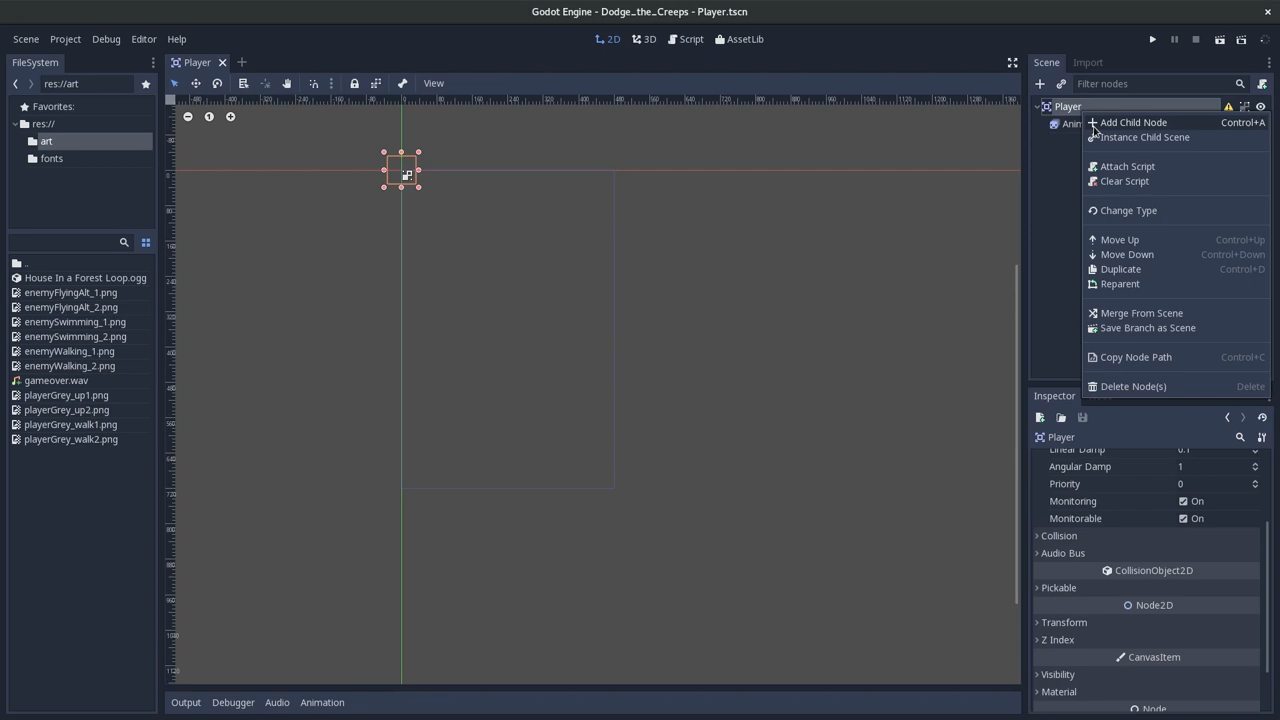 Godot Engine - Dodge_the_Creeps - Player.tscn
Scene Project Debug Editor Help
2D 3D Script AssetLib
FileSystem
res://art
Favorites:
res://
art
fonts
..
House In a Forest Loop.ogg
enemyFlyingAlt_1.png
enemyFlyingAlt_2.png
enemySwimming_1.png
enemySwimming_2.png
enemyWalking_1.png
enemyWalking_2.png
gameover.wav
playerGrey_up1.png
playerGrey_up2.png
playerGrey_walk1.png
playerGrey_walk2.png
Player
View
Output Debugger Audio Animation
Scene Import
Filter nodes
Player
Anim
Add Child Node Control+A
Instance Child Scene
Attach Script
Clear Script
Change Type
Move Up Control+Up
Move Down Control+Down
Duplicate Control+D
Reparent
Merge From Scene
Save Branch as Scene
Copy Node Path Control+C
Delete Node(s) Delete
Inspector
Player
Linear Damp 0.1
Angular Damp 1
Priority 0
Monitoring On
Monitorable On
Collision
Audio Bus
CollisionObject2D
Pickable
Node2D
Transform
Z Index
CanvasItem
Visibility
Material
Node